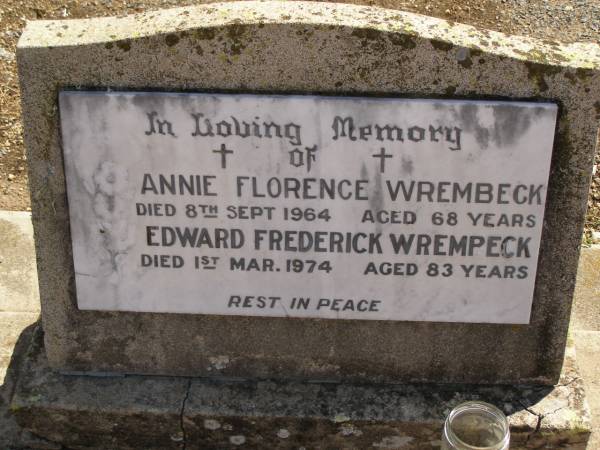 In Loving Memory
OF
ANNIE FLORENCE WREMBECK
DIED 8TH SEPT 1964 AGED 68 YEARS
EDWARD FREDERICK WREMPECK
DIED 1ST MAR. 1974 AGED 83 YEARS
REST IN PEACE